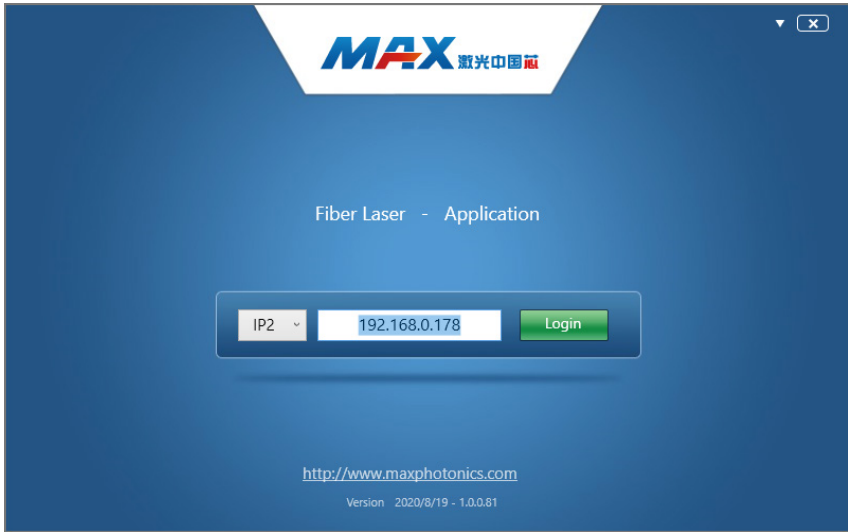 MAX 激光中国芯
Fiber Laser - Application
IP2 192.168.0.178 Login
http://www.maxphotonics.com
Version 2020/8/19 - 1.0.0.81